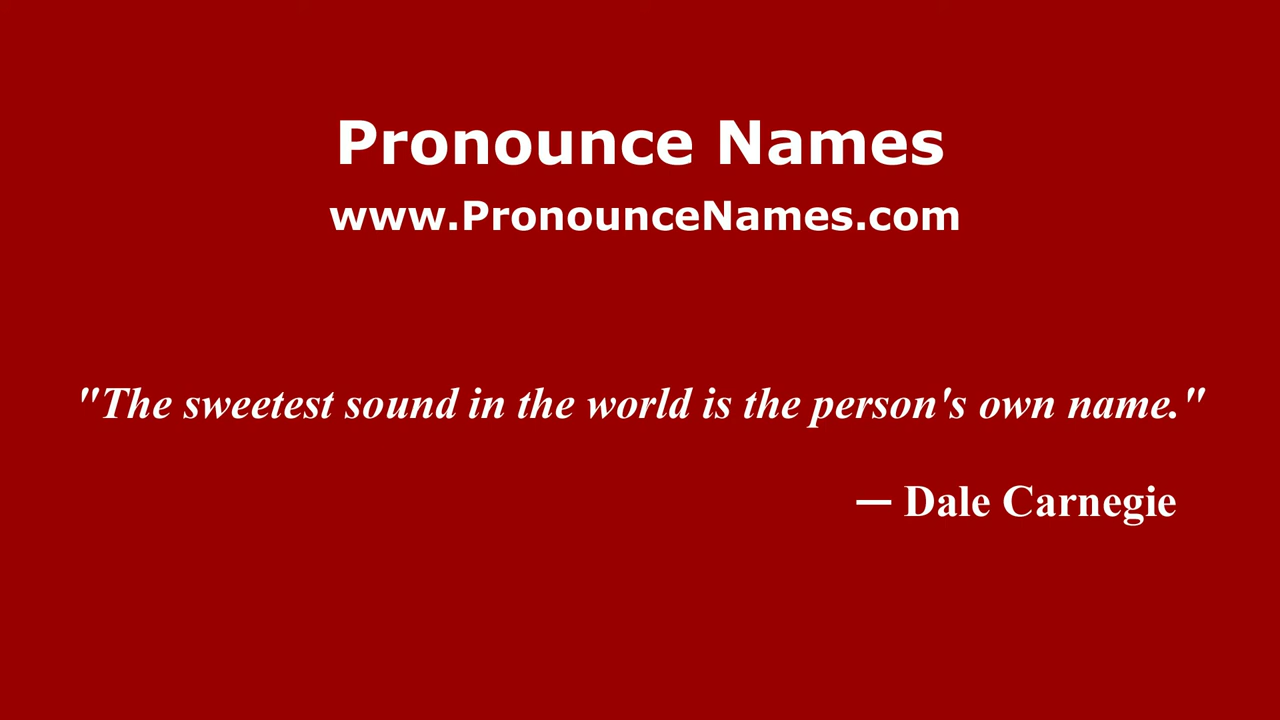 Pronounce Names
www.PronounceNames.com
"The sweetest sound in the world is the person's own name."
— Dale Carnegie